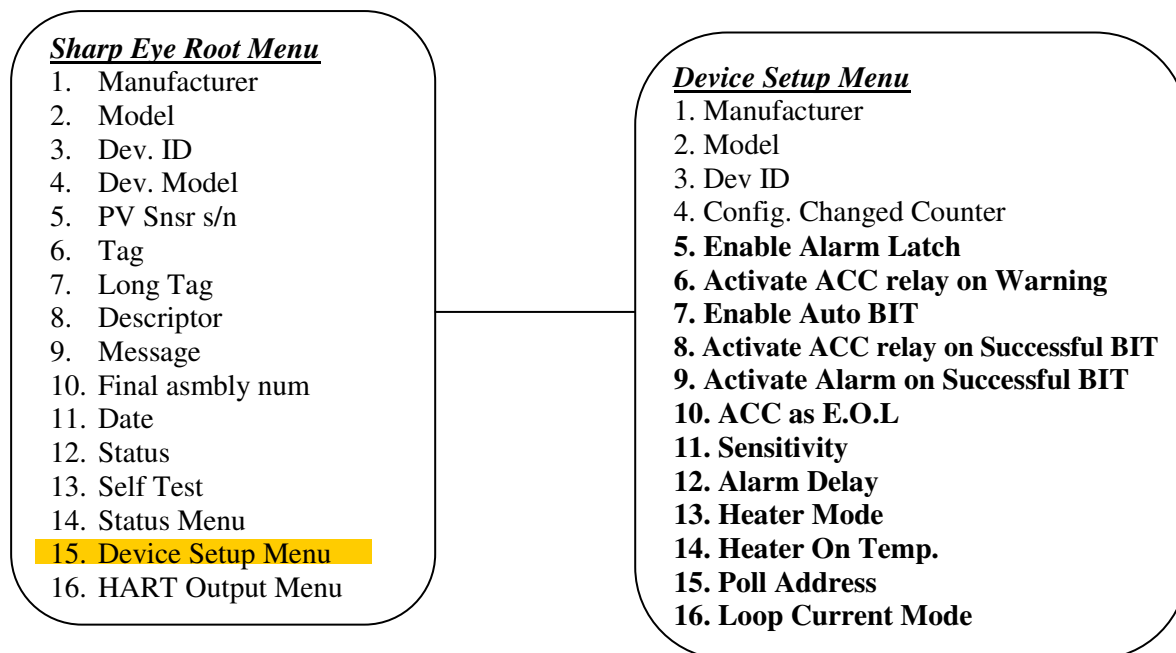 Sharp Eye Root Menu
1. Manufacturer
2. Model
3. Dev. ID
4. Dev. Model
5. PV Snsr s/n
6. Tag
7. Long Tag
8. Descriptor
9. Message
10. Final asmbly num
11. Date
12. Status
13. Self Test
14. Status Menu
15. Device Setup Menu
16. HART Output Menu
Device Setup Menu
1. Manufacturer
2. Model
3. Dev ID
4. Config. Changed Counter
5. Enable Alarm Latch
6. Activate ACC relay on Warning
7. Enable Auto BIT
8. Activate ACC relay on Successful BIT
9. Activate Alarm on Successful BIT
10. ACC as E.O.L
11. Sensitivity
12. Alarm Delay
13. Heater Mode
14. Heater On Temp.
15. Poll Address
16. Loop Current Mode